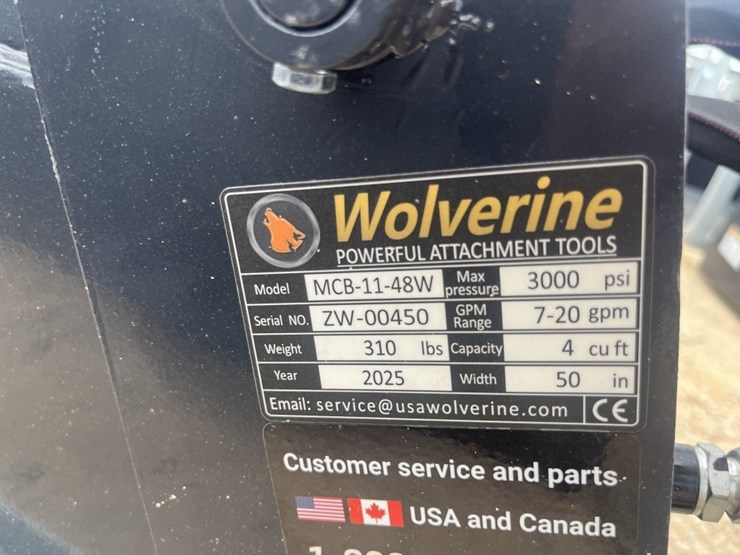 Wolverine
POWERFUL ATTACHMENT TOOLS
Model MCB-11-48W Max pressure 3000 psi
Serial NO. ZW-00450 GPM Range 7-20 gpm
Weight 310 lbs Capacity 4 cu ft
Year 2025 Width 50 in
Email: service@usawolverine.com CE
Customer service and parts
USA and Canada